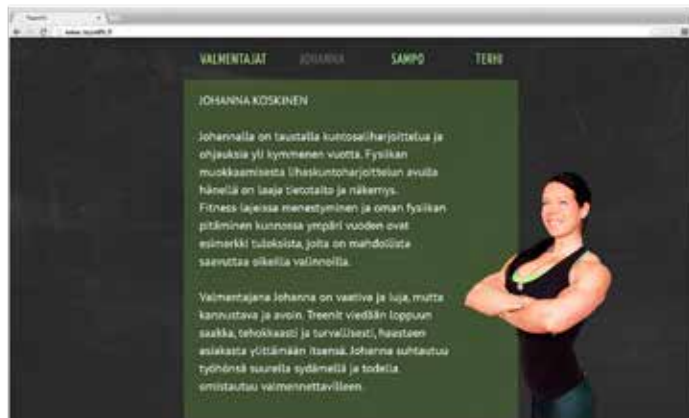 VALMENTAJAT JOHANNA SAMPO TERHI
JOHANNA KOSKINEN
Johannalla on taustalla kuntosaliharjoittelua ja
ohjauksia yli kymmenen vuotta. Fysiikan
muokkaamisesta lihaskuntoharjoittelun avulla
hänellä on laaja tietotaito ja näkemys.
Fitness-lajeissa menestyminen ja oman fysiikan
pitäminen kunnossa ympäri vuoden ovat
esimerkki tuloksista, joita on mahdollista
saavuttaa oikeilla valinnoilla.
Valmentajana Johanna on vaativa ja luja, mutta
kannustava ja avoin. Treenit viedään loppuun
saakka, tehokkaasti ja turvallisesti, haastaen
asiakasta ylittämään itsensä. Johanna suhtautuu
työhönsä suurella sydämellä ja todella
omistautuu valmennettavilleen.